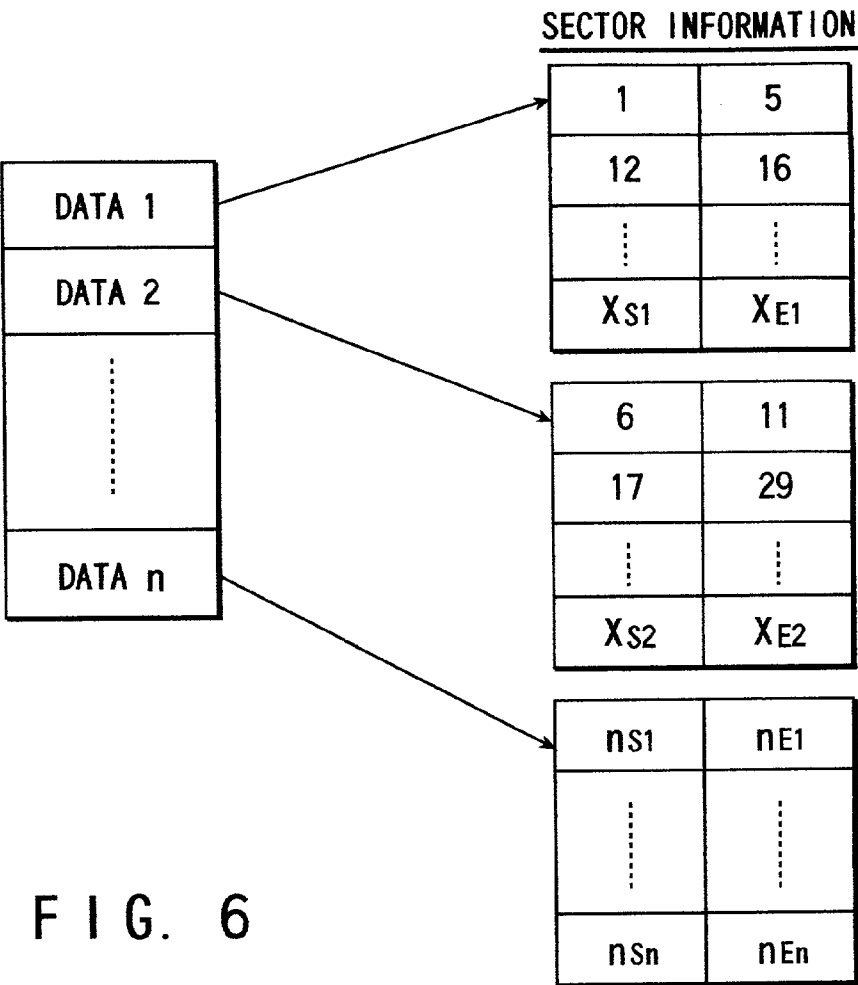 SECTOR INFORMATION
1 5
12 16
XS1 XE1
DATA 1
DATA 2
DATA n
6 11
17 29
XS2 XE2
nS1 nE1
nSn nEn
FIG. 6